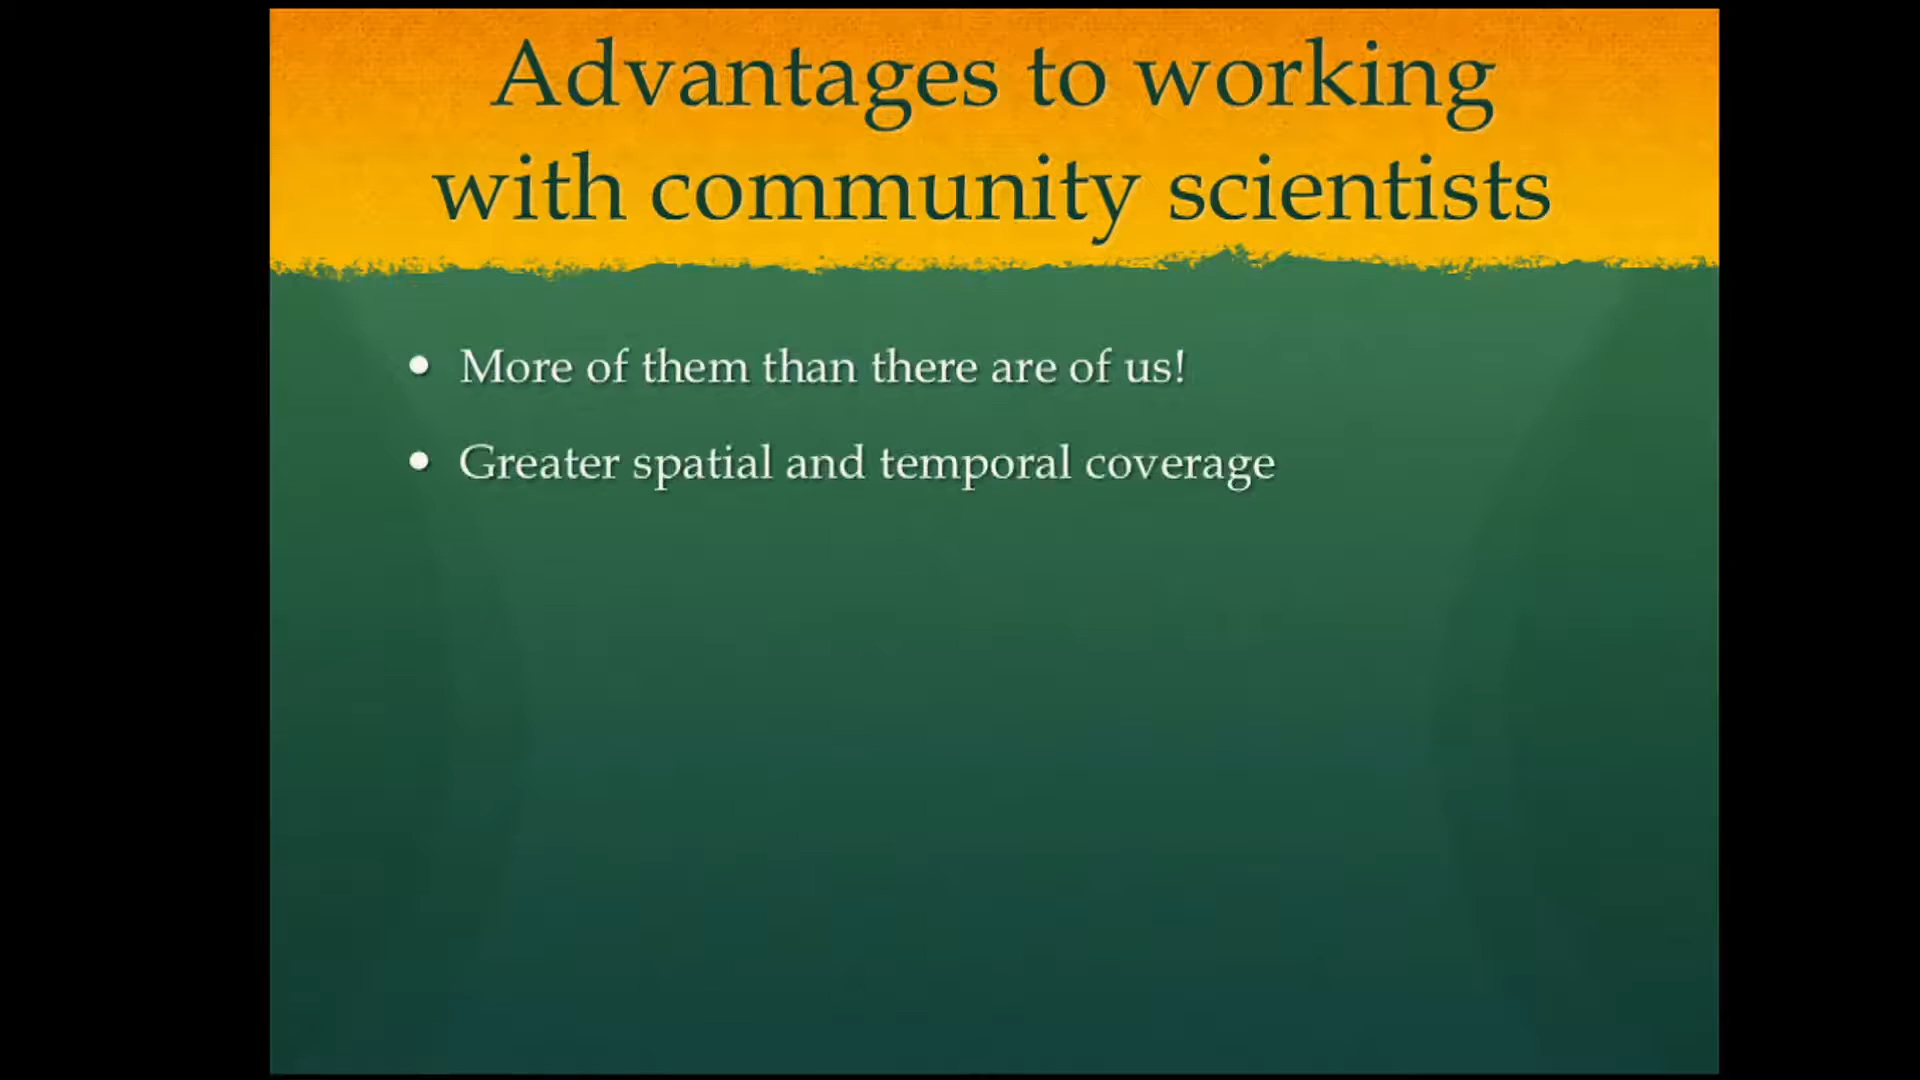 Advantages to working
with community scientists
• More of them than there are of us!
• Greater spatial and temporal coverage